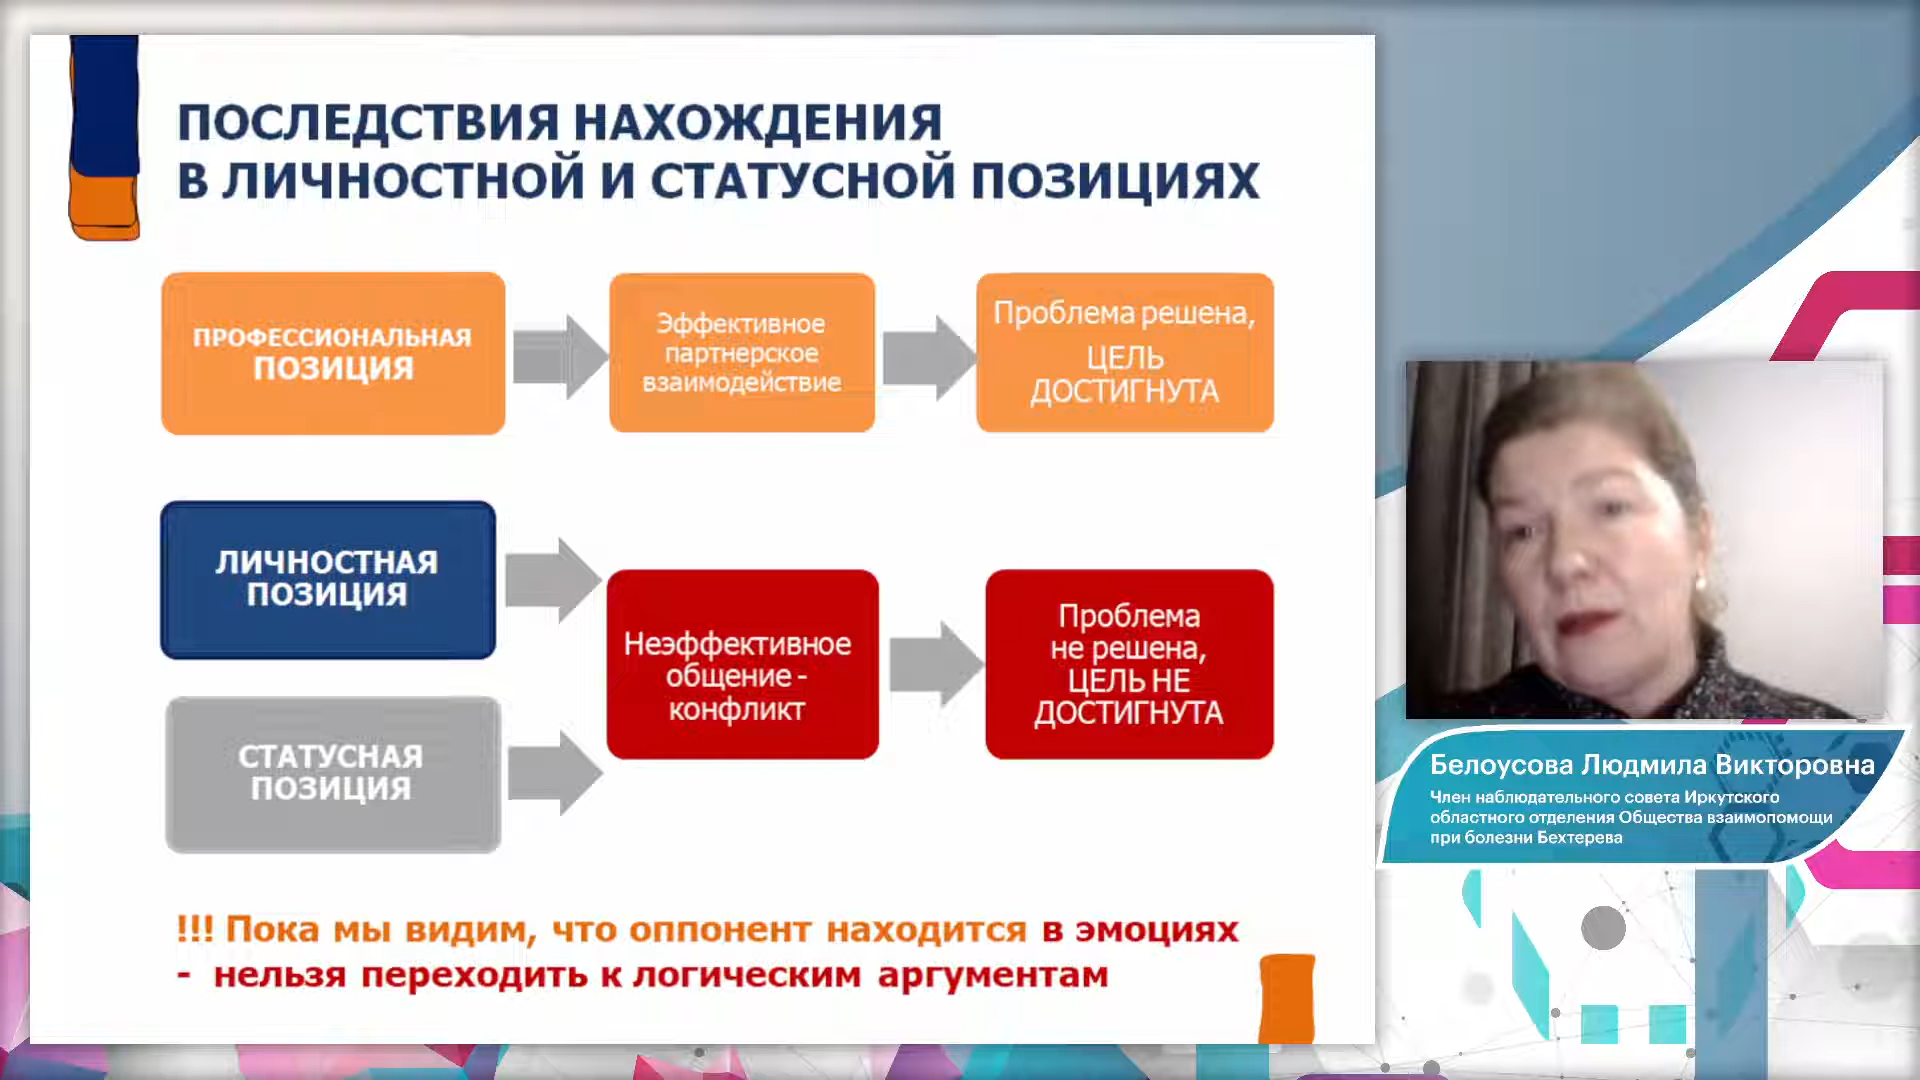 ПОСЛЕДСТВИЯ НАХОЖДЕНИЯ
В ЛИЧНОСТНОЙ И СТАТУСНОЙ ПОЗИЦИЯХ
ПРОФЕССИОНАЛЬНАЯ
ПОЗИЦИЯ
Эффективное
партнерское
взаимодействие
Проблема решена,
ЦЕЛЬ
ДОСТИГНУТА
ЛИЧНОСТНАЯ
ПОЗИЦИЯ
СТАТУСНАЯ
ПОЗИЦИЯ
Неэффективное
общение -
конфликт
Проблема
не решена,
ЦЕЛЬ НЕ
ДОСТИГНУТА
!!! Пока мы видим, что оппонент находится в эмоциях
- нельзя переходить к логическим аргументам
Белоусова Людмила Викторовна
Член наблюдательного совета Иркутского
областного отделения Общества взаимопомощи
при болезни Бехтерева